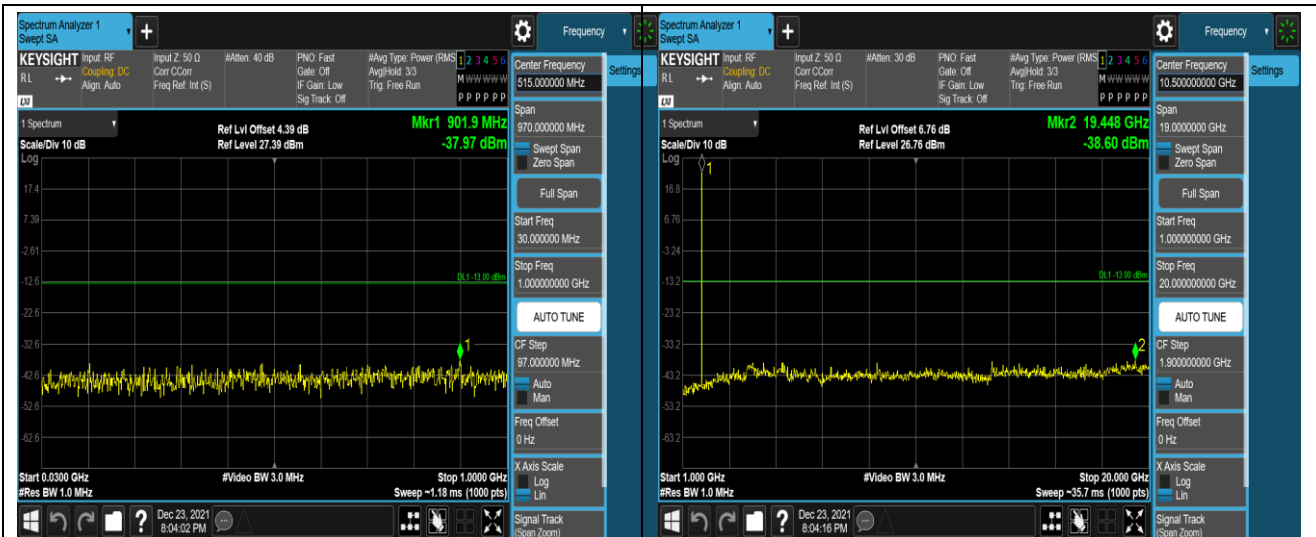 Spectrum Analyzer 1
Swept SA
+
Frequency
KEYSIGHT
RL
LXI
Input: RF
Coupling: DC
Align: Auto
Input Z: 50 Ω
Corr CCorr
Freq Ref: Int (S)
#Atten: 40 dB
PNO: Fast
Gate: Off
IF Gain: Low
Sig Track: Off
#Avg Type: Power (RMS
Avg|Hold: 3/3
Trig: Free Run
1 2 3 4 5 6
M W W W W W
P P P P P P
1 Spectrum
Scale/Div 10 dB
Log
Ref Lvl Offset 4.39 dB
Ref Level 27.39 dBm
Mkr1 901.9 MHz
-37.97 dBm
17.4
7.39
-2.61
-12.6
-22.6
-32.6
-42.6
-52.6
-62.6
DL1 -13.00 dBm
1
Start 0.0300 GHz
#Res BW 1.0 MHz
#Video BW 3.0 MHz
Stop 1.0000 GHz
Sweep ~1.18 ms (1000 pts)
?
Dec 23, 2021
8:04:02 PM
Center Frequency
515.000000 MHz
Settings
Span
970.000000 MHz
Swept Span
Zero Span
Full Span
Start Freq
30.000000 MHz
Stop Freq
1.000000000 GHz
AUTO TUNE
CF Step
97.000000 MHz
Auto
Man
Freq Offset
0 Hz
X Axis Scale
Log
Lin
Signal Track
(Span Zoom)
Spectrum Analyzer 1
Swept SA
+
Frequency
KEYSIGHT
RL
LXI
Input: RF
Coupling: DC
Align: Auto
Input Z: 50 Ω
Corr CCorr
Freq Ref: Int (S)
#Atten: 30 dB
PNO: Fast
Gate: Off
IF Gain: Low
Sig Track: Off
#Avg Type: Power (RMS
Avg|Hold: 3/3
Trig: Free Run
1 2 3 4 5 6
M W W W W W
P P P P P P
1 Spectrum
Scale/Div 10 dB
Log
Ref Lvl Offset 6.76 dB
Ref Level 26.76 dBm
Mkr2 19.448 GHz
-38.60 dBm
1
16.8
6.76
-3.24
-13.2
-23.2
-33.2
-43.2
-53.2
-63.2
DL1 -13.00 dBm
2
Start 1.000 GHz
#Res BW 1.0 MHz
#Video BW 3.0 MHz
Stop 20.000 GHz
Sweep ~35.7 ms (1000 pts)
?
Dec 23, 2021
8:04:16 PM
Center Frequency
10.500000000 GHz
Settings
Span
19.0000000 GHz
Swept Span
Zero Span
Full Span
Start Freq
1.000000000 GHz
Stop Freq
20.000000000 GHz
AUTO TUNE
CF Step
1.900000000 GHz
Auto
Man
Freq Offset
0 Hz
X Axis Scale
Log
Lin
Signal Track
(Span Zoom)